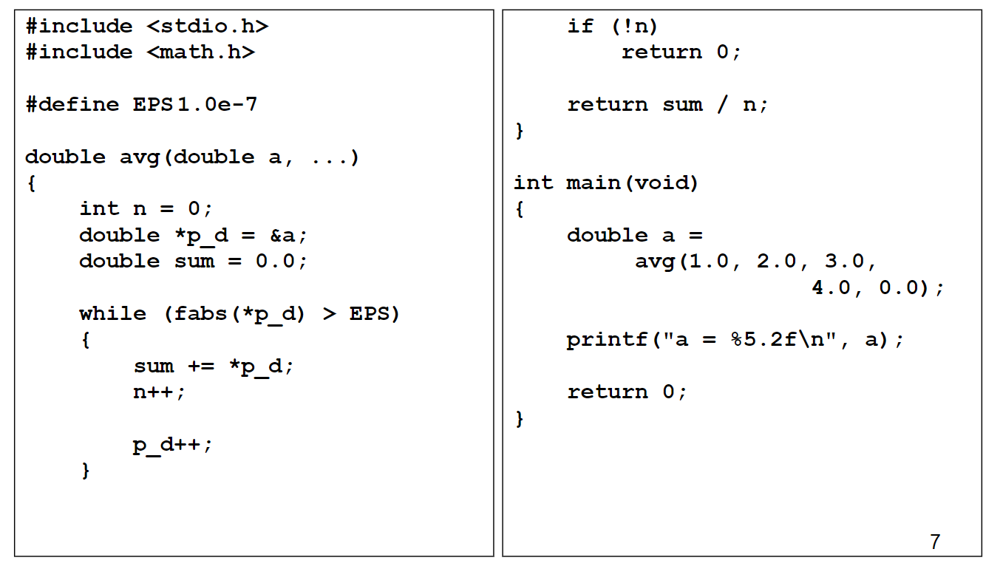 #include <stdio.h>
#include <math.h>
#define EPS 1.0e-7
double avg(double a, ...)
{
    int n = 0;
    double *p_d = &a;
    double sum = 0.0;
    while (fabs(*p_d) > EPS)
    {
        sum += *p_d;
        n++;
        p_d++;
    }
    if (!n)
        return 0;
    return sum / n;
}
int main(void)
{
    double a =
         avg(1.0, 2.0, 3.0,
                      4.0, 0.0);
    printf("a = %5.2f\n", a);
    return 0;
}
7